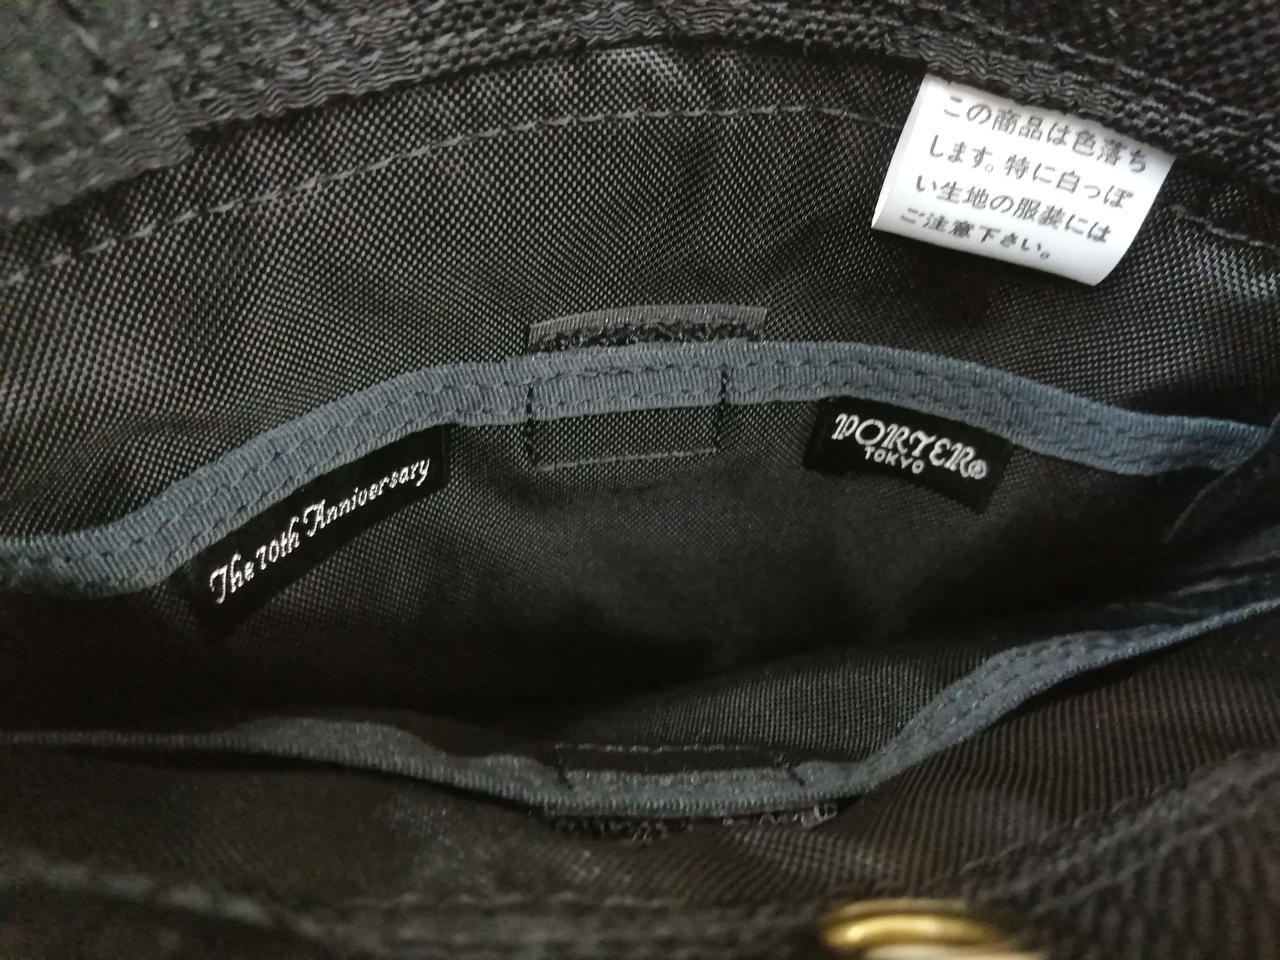 この商品は色落ち
します。特に白っぽ
い生地の服装には
ご注意下さい。
The 70th Anniversary
PORTER®
TOKYO